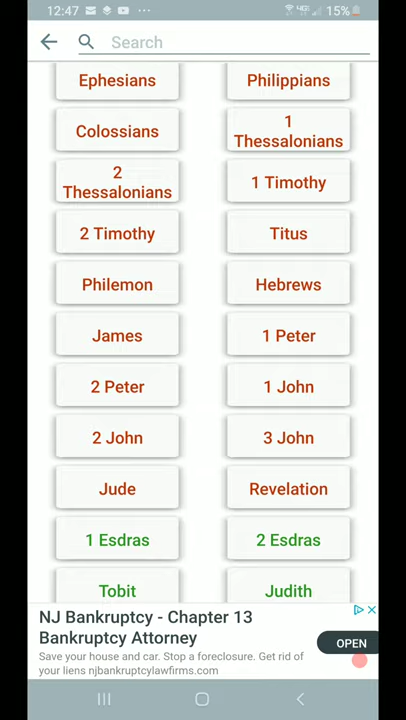 12:47 15%
Search
Ephesians Philippians
Colossians 1
Thessalonians
2
Thessalonians 1 Timothy
2 Timothy Titus
Philemon Hebrews
James 1 Peter
2 Peter 1 John
2 John 3 John
Jude Revelation
1 Esdras 2 Esdras
Tobit Judith
NJ Bankruptcy - Chapter 13
Bankruptcy Attorney
OPEN
Save your house and car. Stop a foreclosure. Get rid of
your liens njbankruptcylawfirms.com